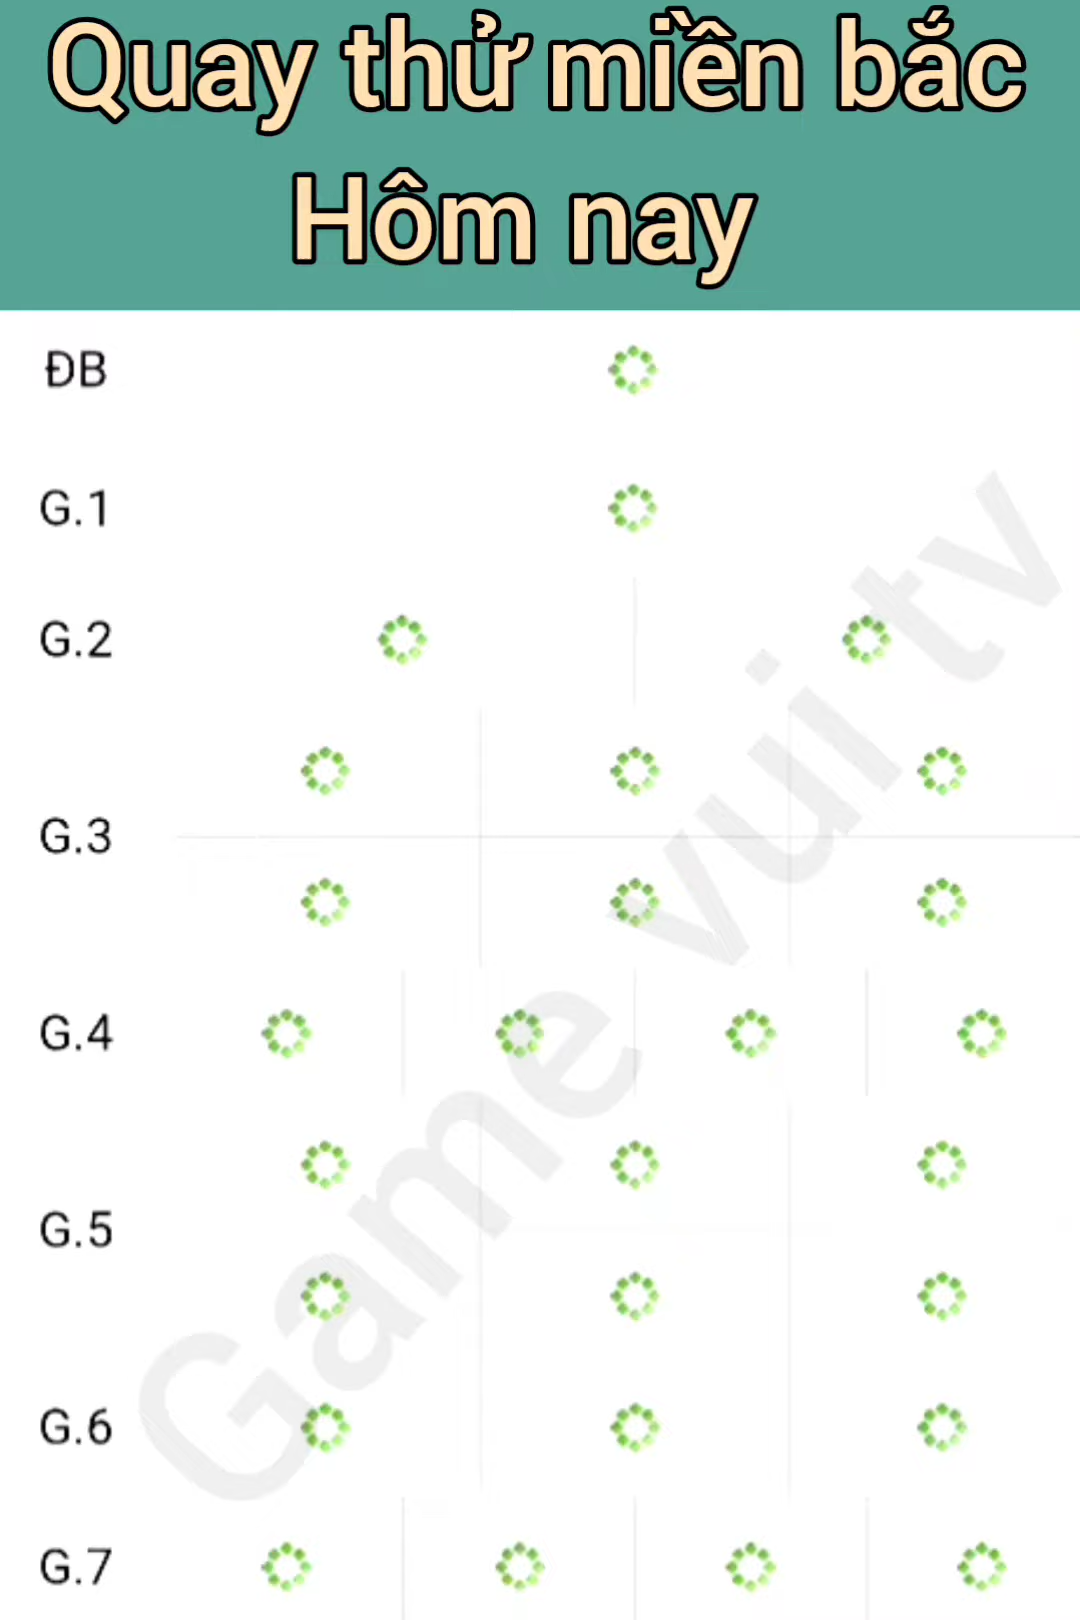 Quay thử miền bắc
Hôm nay
ĐB
G.1
G.2
G.3
G.4
G.5
G.6
G.7
Game vui tv